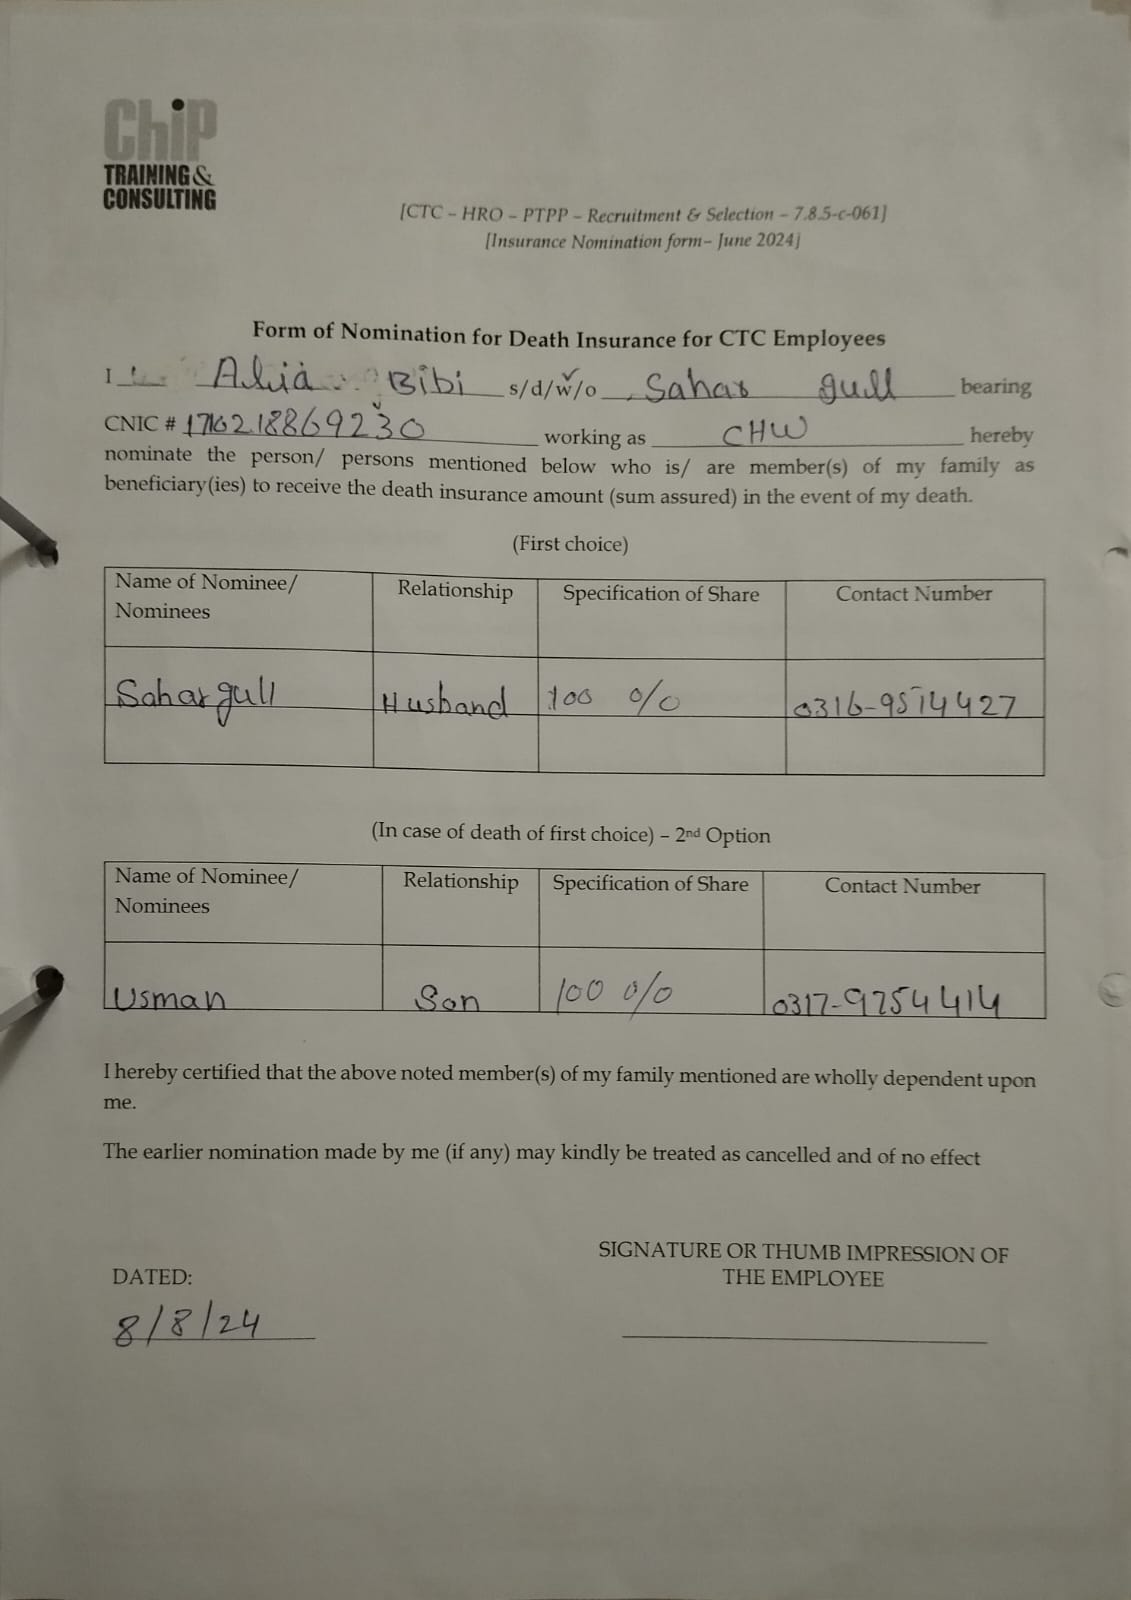 ChiP
TRAINING &
CONSULTING
[CTC – HRO – PTPP – Recruitment & Selection – 7.8.5-c-061]
[Insurance Nomination form– June 2024]
Form of Nomination for Death Insurance for CTC Employees
I Alia Bibi s/d/w/o Sahar gull bearing
CNIC # working as CHW hereby
nominate the person/ persons mentioned below who is/ are member(s) of my family as
beneficiary(ies) to receive the death insurance amount (sum assured) in the event of my death.
(First choice)
Name of Nominee/ Nominees Relationship Specification of Share Contact Number
Sahar gull Husband 100 % 0316-9514427
(In case of death of first choice) – 2nd Option
Name of Nominee/ Nominees Relationship Specification of Share Contact Number
Usman Son 100 % 0317-9254414
I hereby certified that the above noted member(s) of my family mentioned are wholly dependent upon
me.
The earlier nomination made by me (if any) may kindly be treated as cancelled and of no effect
SIGNATURE OR THUMB IMPRESSION OF
THE EMPLOYEE
DATED:
8/8/24